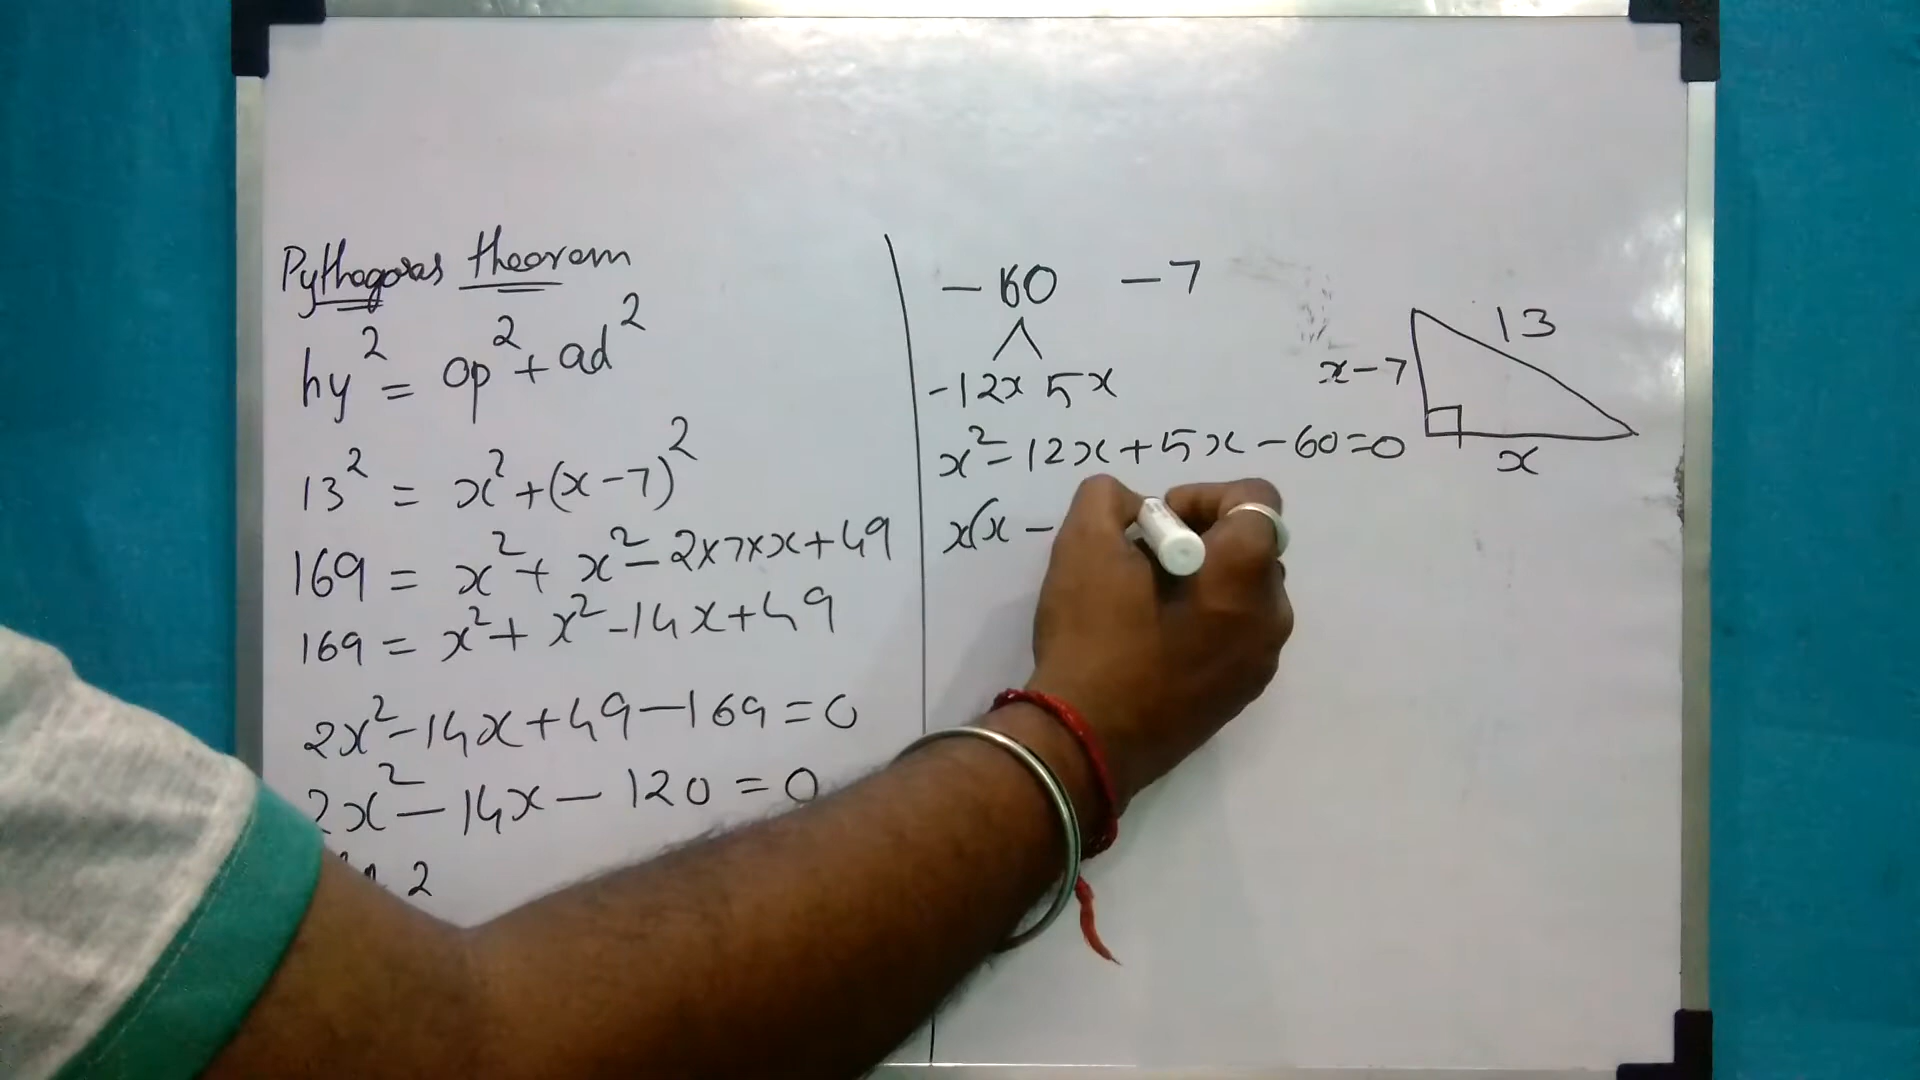 Pythagoras theoram
hy² = op² + ad²
13² = x² + (x-7)²
169 = x² + x² - 2x7xx + 49
169 = x² + x² - 14x + 49
2x² - 14x + 49 - 169 = 0
2x² - 14x - 120 = 0
2
-60 -7
-12x 5x
x² - 12x + 5x - 60 = 0
x(x -
13
x-7
x